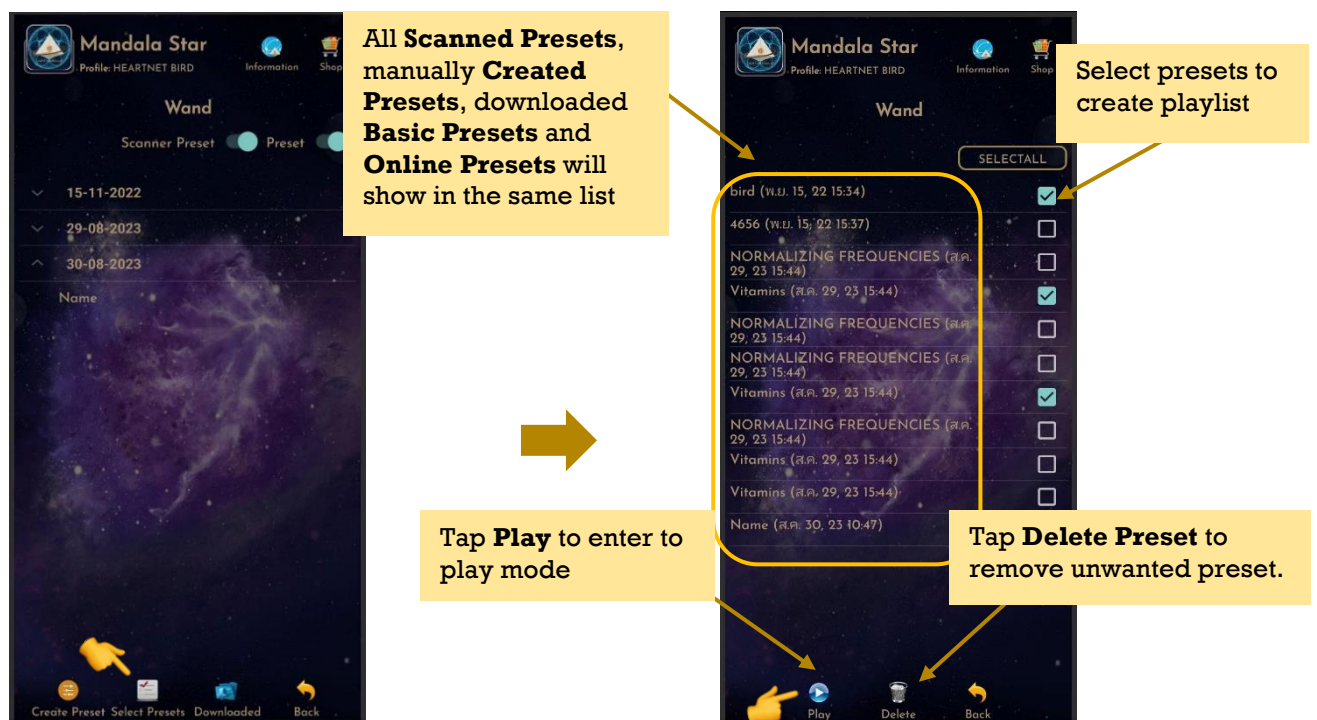 Mandala Star
Profile: HEARTNET BIRD
Information
Shop
Wand
Scanner Preset
Preset
15-11-2022
29-08-2023
30-08-2023
Name
Create Preset
Select Presets
Downloaded
Back
All Scanned Presets,
manually Created
Presets, downloaded
Basic Presets and
Online Presets will
show in the same list
Mandala Star
Profile: HEARTNET BIRD
Information
Shop
Wand
SELECTALL
Select presets to
create playlist
bird (พ.ย. 15, 22 15:34)
4656 (พ.ย. 15, 22 15:37)
NORMALIZING FREQUENCIES (ส.ค.
29, 23 15:44)
Vitamins (ส.ค. 29, 23 15:44)
NORMALIZING FREQUENCIES (ส.ค.
29, 23 15:44)
NORMALIZING FREQUENCIES (ส.ค.
29, 23 15:44)
Vitamins (ส.ค. 29, 23 15:44)
NORMALIZING FREQUENCIES (ส.ค.
29, 23 15:44)
Vitamins (ส.ค. 29, 23 15:44)
Vitamins (ส.ค. 29, 23 15:44)
Name (ส.ค. 30, 23 10:47)
Tap Play to enter to
play mode
Tap Delete Preset to
remove unwanted preset.
Play
Delete
Back